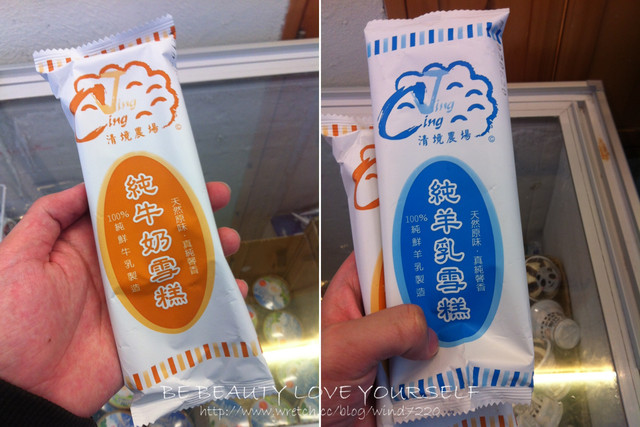 Ching Jing
清境農場
©
純牛奶雪糕
天然原味·真純馨香
100%純鮮牛乳製造
Ching Jing
清境農場
©
純羊乳雪糕
天然原味·真純馨香
100%純鮮羊乳製造
BE BEAUTY LOVE YOURSELF
http://www.wretch.cc/blog/wind7220